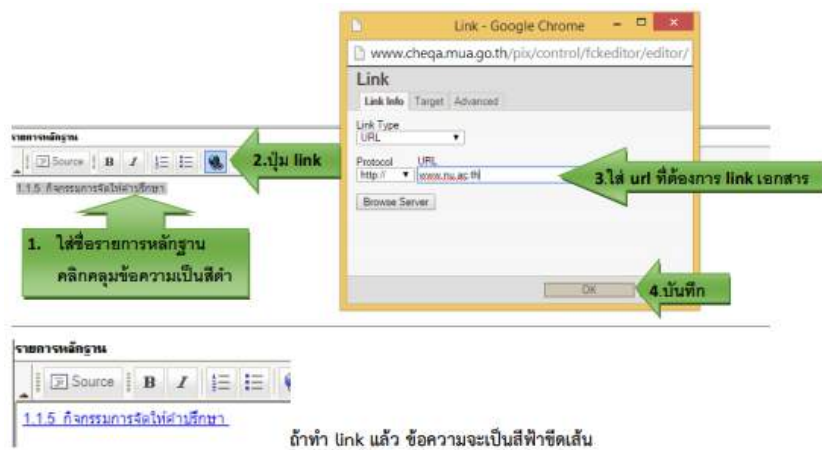 Link - Google Chrome
www.cheqa.mua.go.th/pix/control/fckeditor/editor/
Link
Link Info Target Advanced
Link Type
URL
Protocol URL
http:// www.nu.ac.th
Browse Server
OK
รายการหลักฐาน
Source B I
1.1.5 กิจกรรมการจัดให้คำปรึกษา
2.ปุ่ม link
3.ใส่ url ที่ต้องการ link เอกสาร
1. ใส่ชื่อรายการหลักฐาน
คลิกคลุมข้อความเป็นสีดำ
4.บันทึก
รายการหลักฐาน
Source B I
1.1.5 กิจกรรมการจัดให้คำปรึกษา
ถ้าทำ link แล้ว ข้อความจะเป็นสีฟ้าขีดเส้น